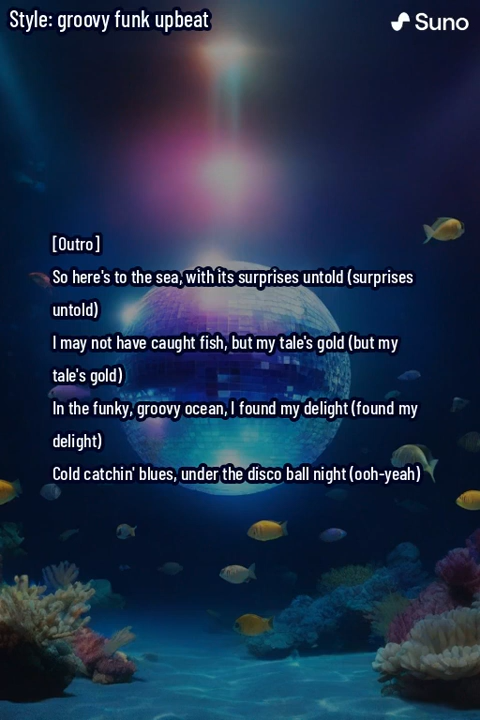 Style: groovy funk upbeat
Suno
[Outro]
So here's to the sea, with its surprises untold (surprises
untold)
I may not have caught fish, but my tale's gold (but my
tale's gold)
In the funky, groovy ocean, I found my delight (found my
delight)
Cold catchin' blues, under the disco ball night (ooh-yeah)